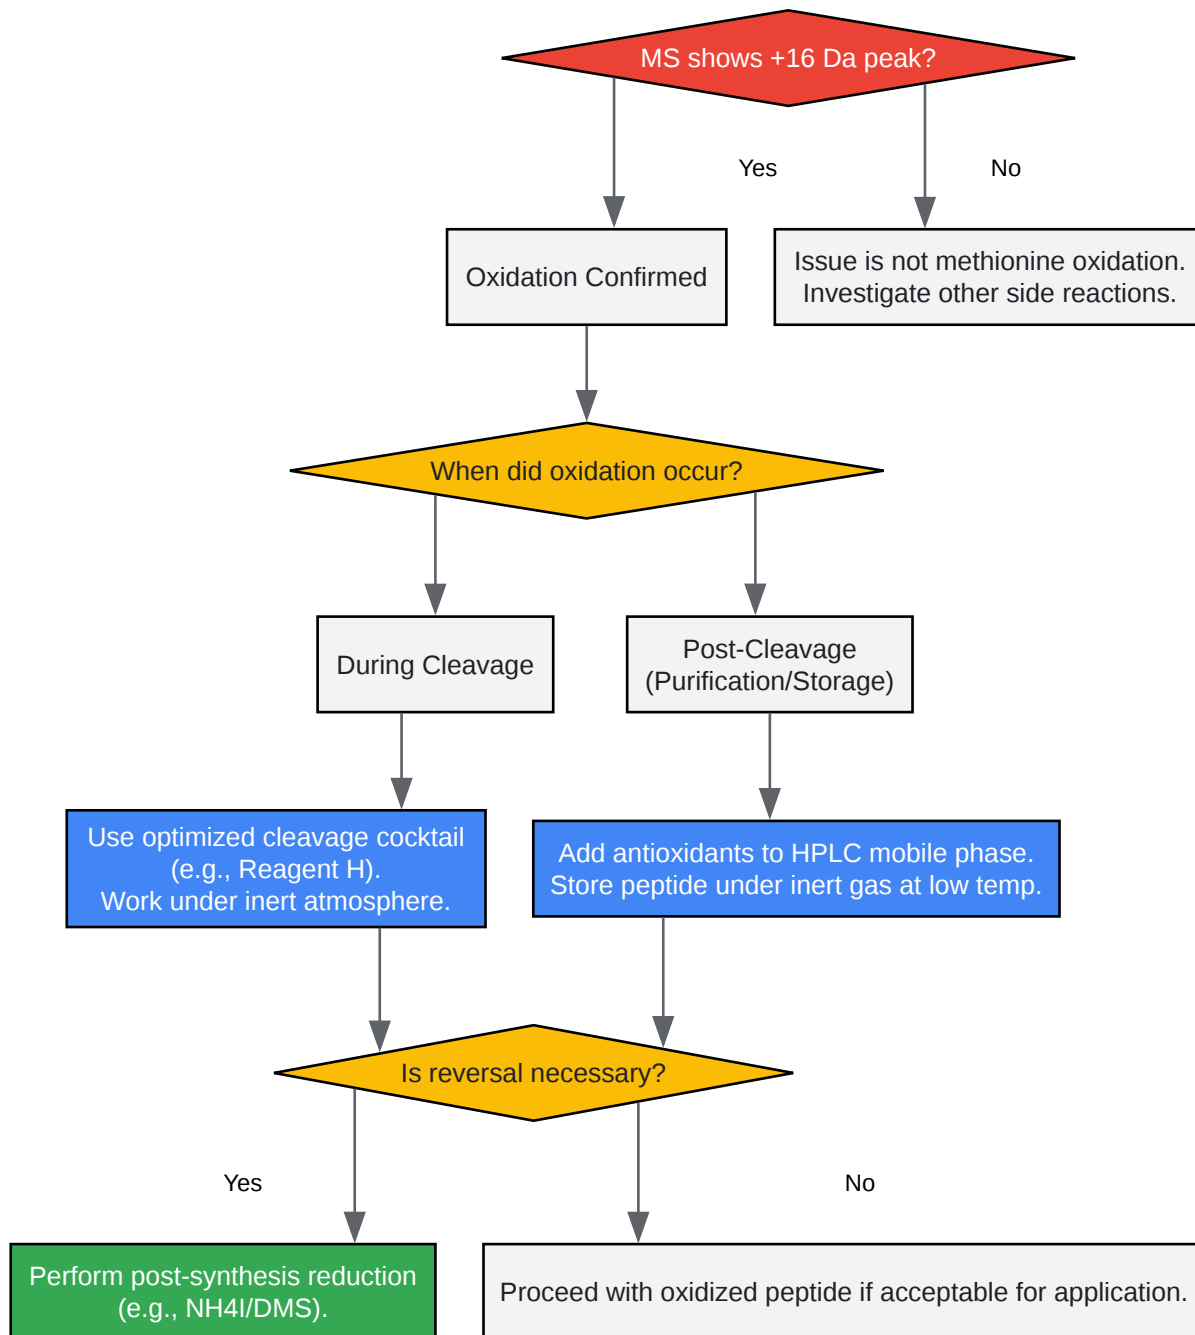 MS shows +16 Da peak?
Yes
No
Oxidation Confirmed
Issue is not methionine oxidation.
Investigate other side reactions.
When did oxidation occur?
During Cleavage
Post-Cleavage
(Purification/Storage)
Use optimized cleavage cocktail
(e.g., Reagent H).
Work under inert atmosphere.
Add antioxidants to HPLC mobile phase.
Store peptide under inert gas at low temp.
Is reversal necessary?
Yes
No
Perform post-synthesis reduction
(e.g., NH4I/DMS).
Proceed with oxidized peptide if acceptable for application.